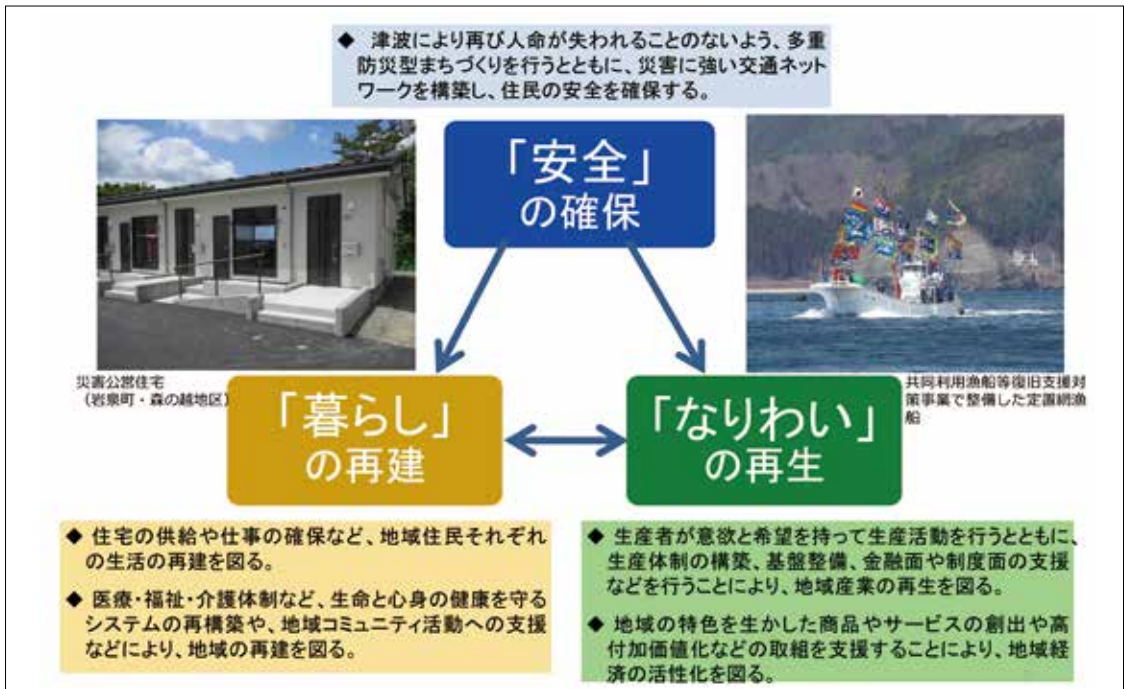 ◆ 津波により再び人命が失われることのないよう、多重
防災型まちづくりを行うとともに、災害に強い交通ネット
ワークを構築し、住民の安全を確保する。
「安全」
の確保
災害公営住宅
（岩泉町・森の越地区）
共同利用漁船等復旧支援対
策事業で整備した定置網漁
船
「暮らし」
の再建
「なりわい」
の再生
◆ 住宅の供給や仕事の確保など、地域住民それぞれ
の生活の再建を図る。
◆ 医療・福祉・介護体制など、生命と心身の健康を守る
システムの再構築や、地域コミュニティ活動への支援
などにより、地域の再建を図る。
◆ 生産者が意欲と希望を持って生産活動を行うとともに、
生産体制の構築、基盤整備、金融面や制度面の支援
などを行うことにより、地域産業の再生を図る。
◆ 地域の特色を生かした商品やサービスの創出や高
付加価値化などの取組を支援することにより、地域経
済の活性化を図る。